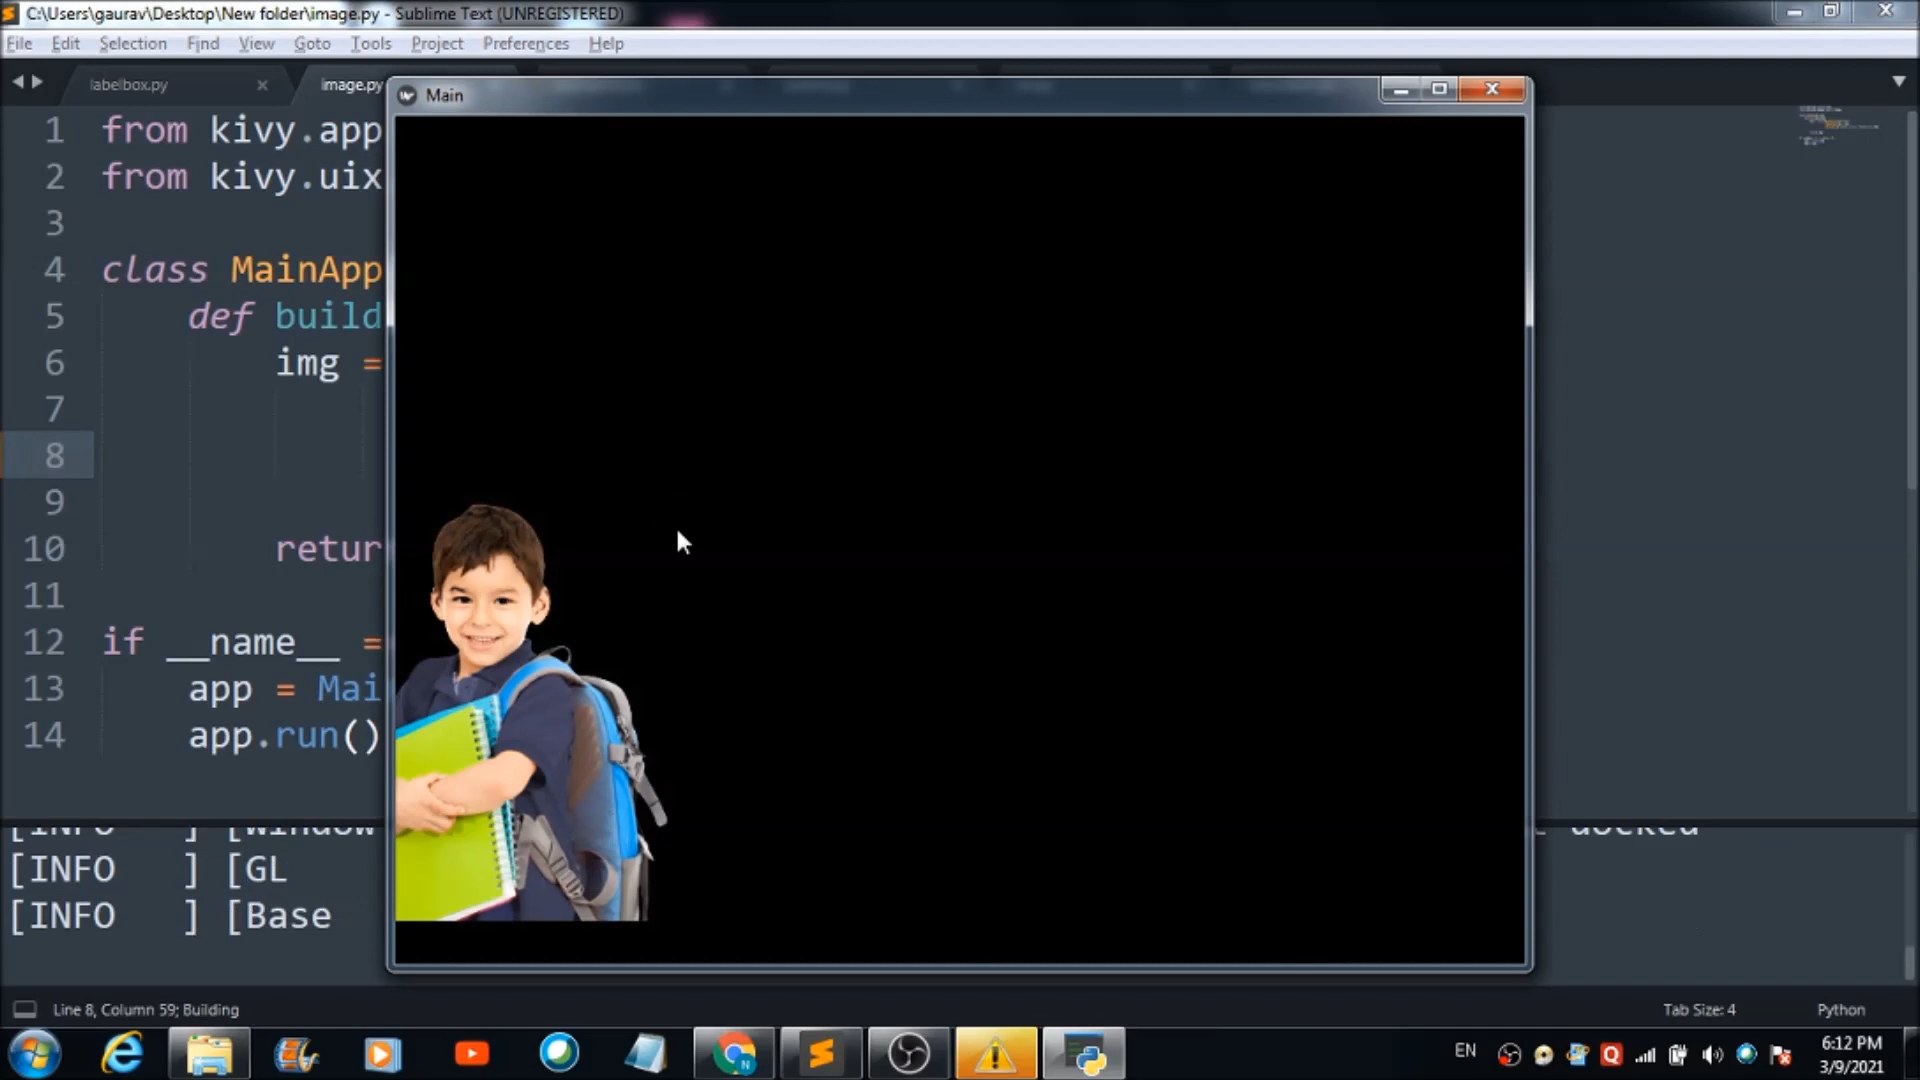 C:\Users\gaurav\Desktop\New folder\image.py - Sublime Text (UNREGISTERED)
File Edit Selection Find View Goto Tools Project Preferences Help
labelbox.py image.py
Main
1 from kivy.app
2 from kivy.uix
3
4 class MainApp
5 def build
6 img =
7
8
9
10 retur
11
12 if __name__ =
13 app = Mai
14 app.run()
[INFO ] [Window docked
[INFO ] [GL
[INFO ] [Base
Line 8, Column 59; Building Tab Size: 4 Python
EN 6:12 PM
3/9/2021